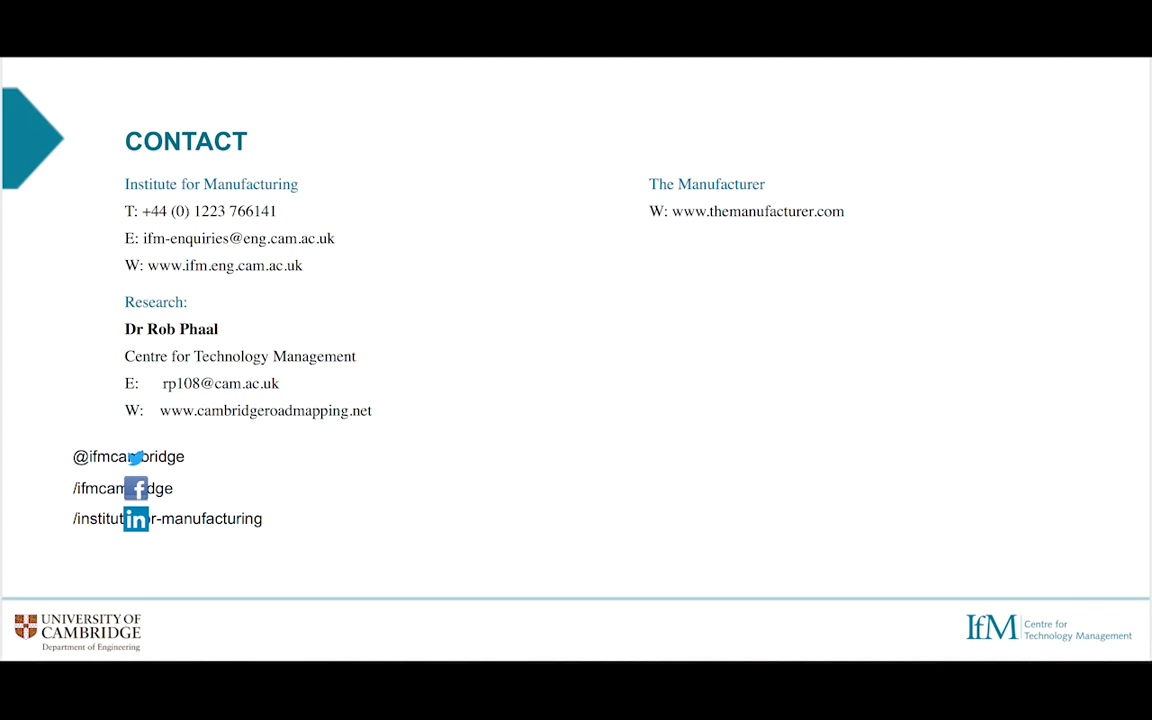 CONTACT
Institute for Manufacturing
T: +44 (0) 1223 766141
E: ifm-enquiries@eng.cam.ac.uk
W: www.ifm.eng.cam.ac.uk
Research:
Dr Rob Phaal
Centre for Technology Management
E: rp108@cam.ac.uk
W: www.cambridgeroadmapping.net
The Manufacturer
W: www.themanufacturer.com
@ifmcambridge
/ifmcambridge
/institute-for-manufacturing
UNIVERSITY OF
CAMBRIDGE
Department of Engineering
IfM
Centre for
Technology Management